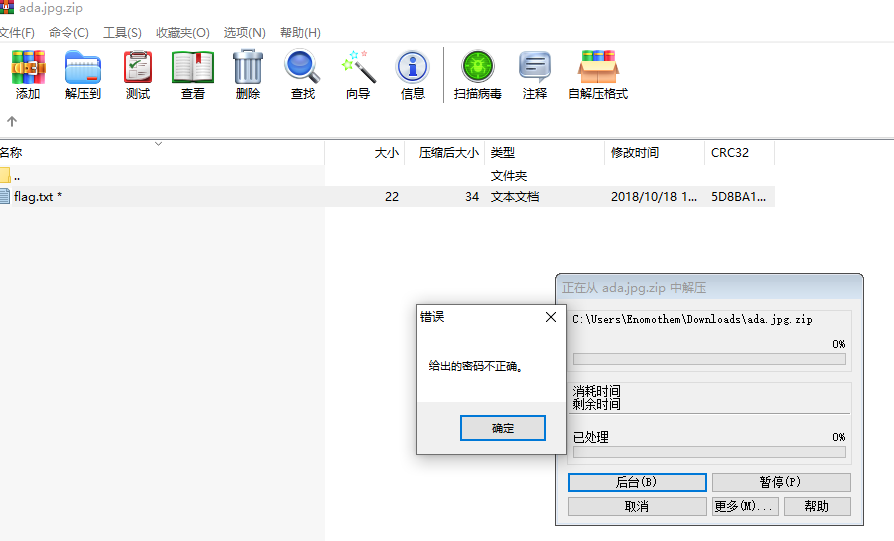 ada.jpg.zip
文件(F) 命令(C) 工具(S) 收藏夹(O) 选项(N) 帮助(H)
添加 解压到 测试 查看 删除 查找 向导 信息 扫描病毒 注释 自解压格式
名称 大小 压缩后大小 类型 修改时间 CRC32
.. 文件夹
flag.txt * 22 34 文本文档 2018/10/18 1... 5D8BA1...
正在从 ada.jpg.zip 中解压
C:\Users\Enomothem\Downloads\ada.jpg.zip
0%
错误
给出的密码不正确。
确定
消耗时间
剩余时间
已处理 0%
后台(B) 暂停(P)
取消 更多(M)... 帮助